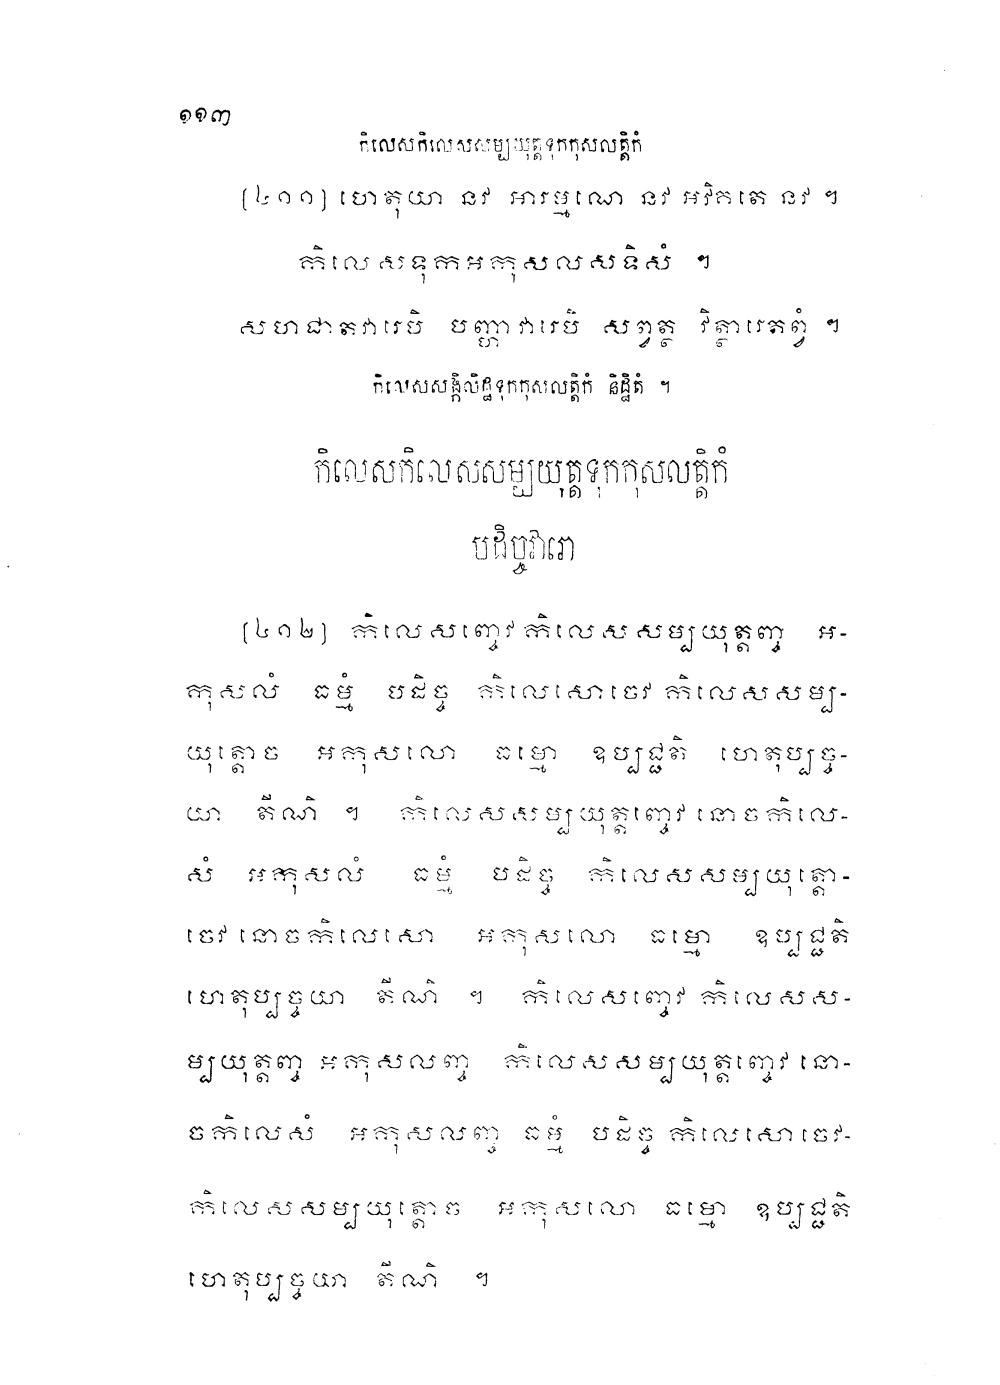 ១១៣
កិលេសកិលេសសម្បយុត្តទុកកុសលត្តិកំ
[៤១១] ហេតុយា នវ អារម្មណេ នវ អវិគតេ នវ ។
កិលេសទុកអកុសលសទិសំ ។
សហជាតវារេបិ បញ្ហាវារេបិ សព្វត្ថ វិត្ថារេតព្វំ ។
កិលេសសង្កិលិដ្ឋទុកកុសលត្តិកំ និដ្ឋិតំ ។
កិលេសកិលេសសម្បយុត្តទុកកុសលត្តិកំ
បដិច្ចវារោ
[៤១២] កិលេសញ្ចេវ កិលេសសម្បយុត្តញ្ច អ-
កុសលំ ធម្មំ បដិច្ច កិលេសោចេវ កិលេសសម្ប-
យុត្តោច អកុសលោ ធម្មោ ឧប្បជ្ជតិ ហេតុប្បច្ច-
យា តីណិ ។ កិលេសសម្បយុត្តញ្ចេវ នោចកិលេ-
សំ អកុសលំ ធម្មំ បដិច្ច កិលេសសម្បយុត្តោ-
ចេវ នោចកិលេសោ អកុសលោ ធម្មោ ឧប្បជ្ជតិ
ហេតុប្បច្ចយា តីណិ ។ កិលេសញ្ចេវ កិលេសស-
ម្បយុត្តញ្ច អកុសលញ្ច កិលេសសម្បយុត្តញ្ចេវ នោ-
ចកិលេសំ អកុសលញ្ច ធម្មំ បដិច្ច កិលេសោចេវ-
កិលេសសម្បយុត្តោច អកុសលោ ធម្មោ ឧប្បជ្ជតិ
ហេតុប្បច្ចយា តីណិ ។